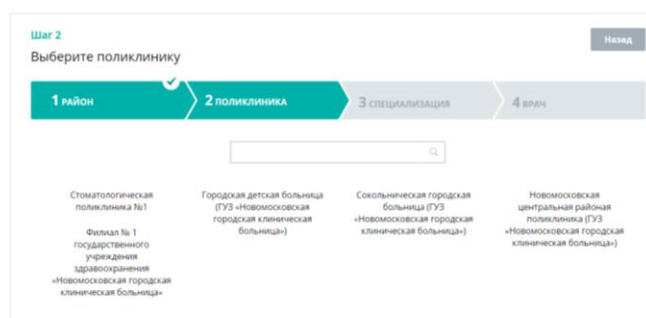 Шаг 2
Назад
Выберите поликлинику
1 РАЙОН
2 ПОЛИКЛИНИКА
3 СПЕЦИАЛИЗАЦИЯ
4 ВРАЧ
Стоматологическая
поликлиника №1
Филиал № 1
государственного
учреждения
здравоохранения
«Новомосковская городская
клиническая больница»
Городская детская больница
(ГУЗ «Новомосковская
городская клиническая
больница»)
Сокольническая городская
больница (ГУЗ
«Новомосковская городская
клиническая больница»)
Новомосковская
центральная районая
поликлиника (ГУЗ
«Новомосковская городская
клиническая больница»)